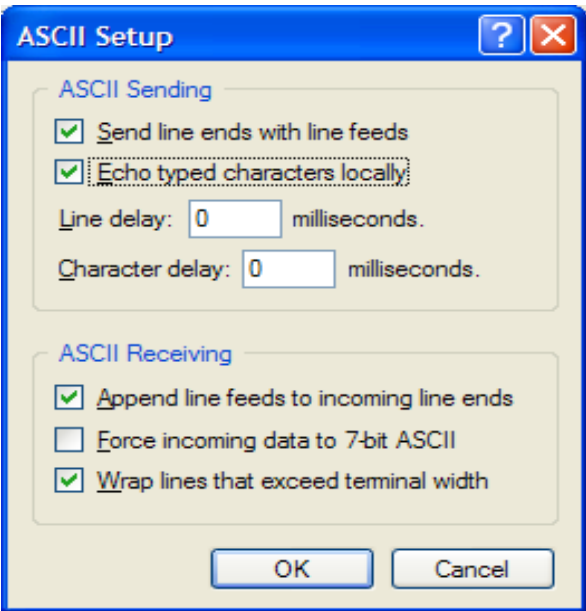 ASCII Setup
ASCII Sending
Send line ends with line feeds
Echo typed characters locally
Line delay: 0 milliseconds.
Character delay: 0 milliseconds.
ASCII Receiving
Append line feeds to incoming line ends
Force incoming data to 7-bit ASCII
Wrap lines that exceed terminal width
OK Cancel